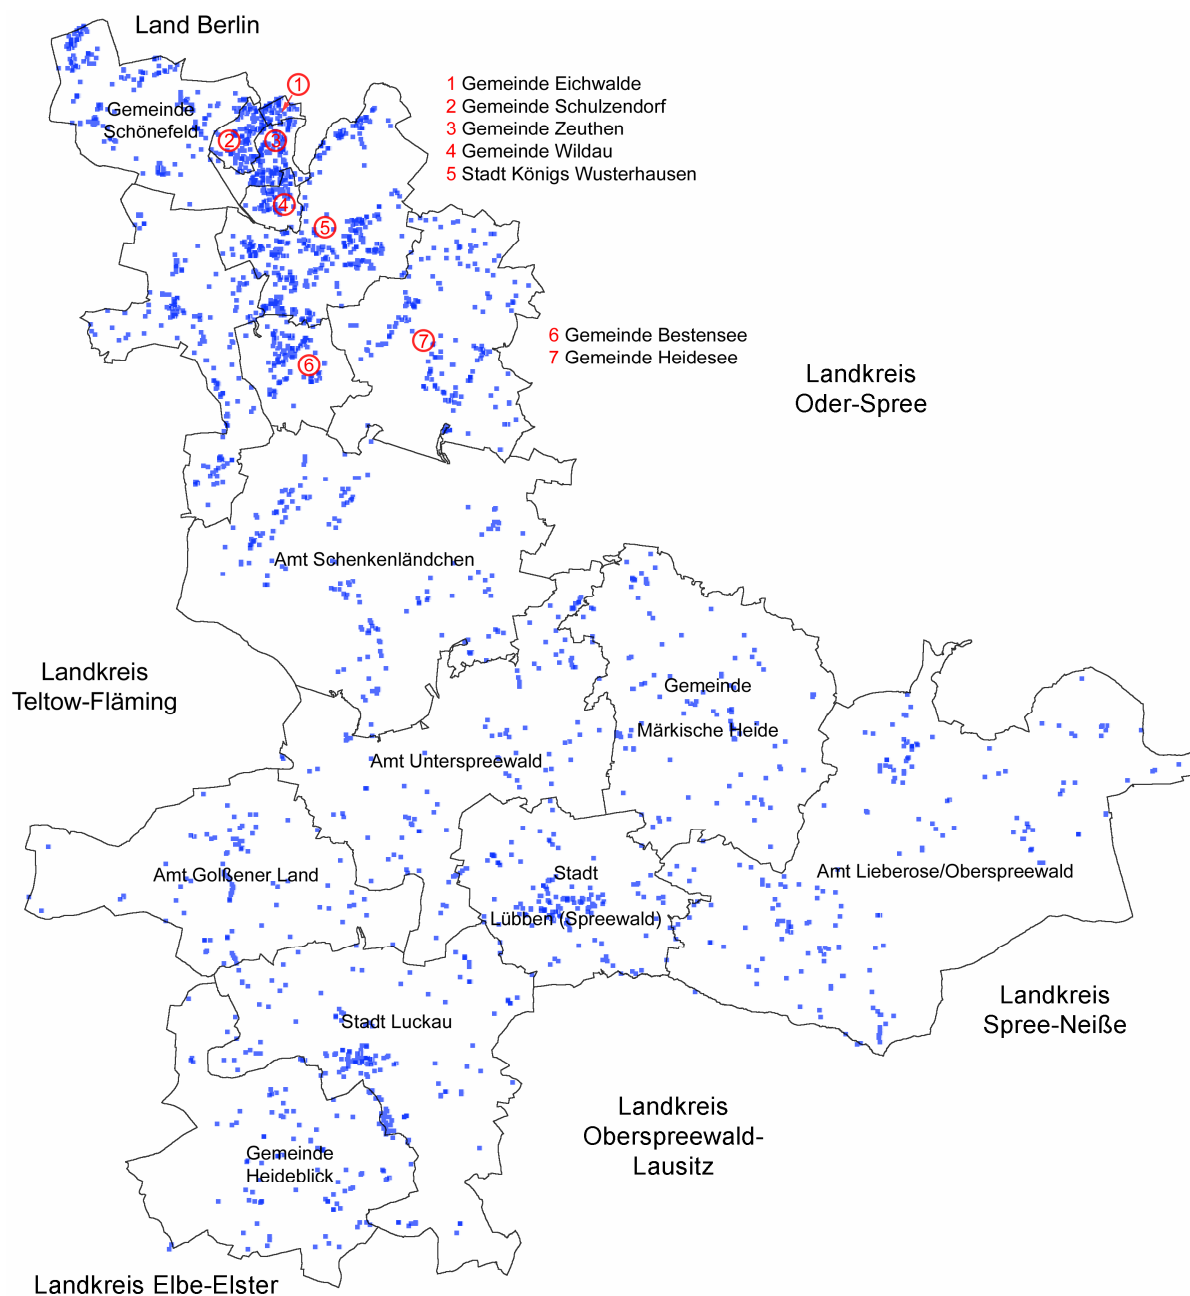 Land Berlin
1
1 Gemeinde Eichwalde
2 Gemeinde Schulzendorf
3 Gemeinde Zeuthen
4 Gemeinde Wildau
5 Stadt Königs Wusterhausen
Gemeinde
Schönefeld
2
3
4
5
6 Gemeinde Bestensee
7 Gemeinde Heidesee
7
6
Landkreis
Oder-Spree
Amt Schenkenländchen
Landkreis
Teltow-Fläming
Gemeinde
Märkische Heide
Amt Unterspreewald
Amt Golßener Land
Stadt
Lübben (Spreewald)
Amt Lieberose/Oberspreewald
Landkreis
Spree-Neiße
Stadt Luckau
Landkreis
Oberspreewald-
Lausitz
Gemeinde
Heideblick
Landkreis Elbe-Elster